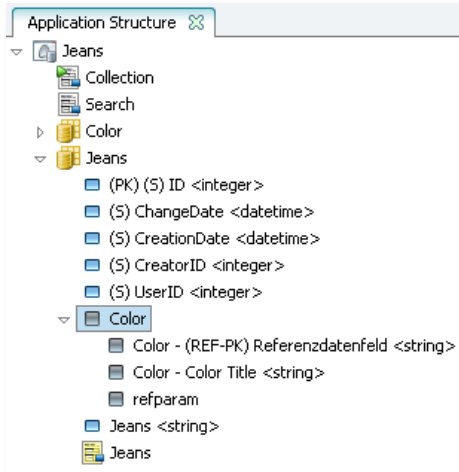 Application Structure
Jeans
Collection
Search
Color
Jeans
(PK) (S) ID <integer>
(S) ChangeDate <datetime>
(S) CreationDate <datetime>
(S) CreatorID <integer>
(S) UserID <integer>
Color
Color - (REF-PK) Referenzdatenfeld <string>
Color - Color Title <string>
refparam
Jeans <string>
Jeans